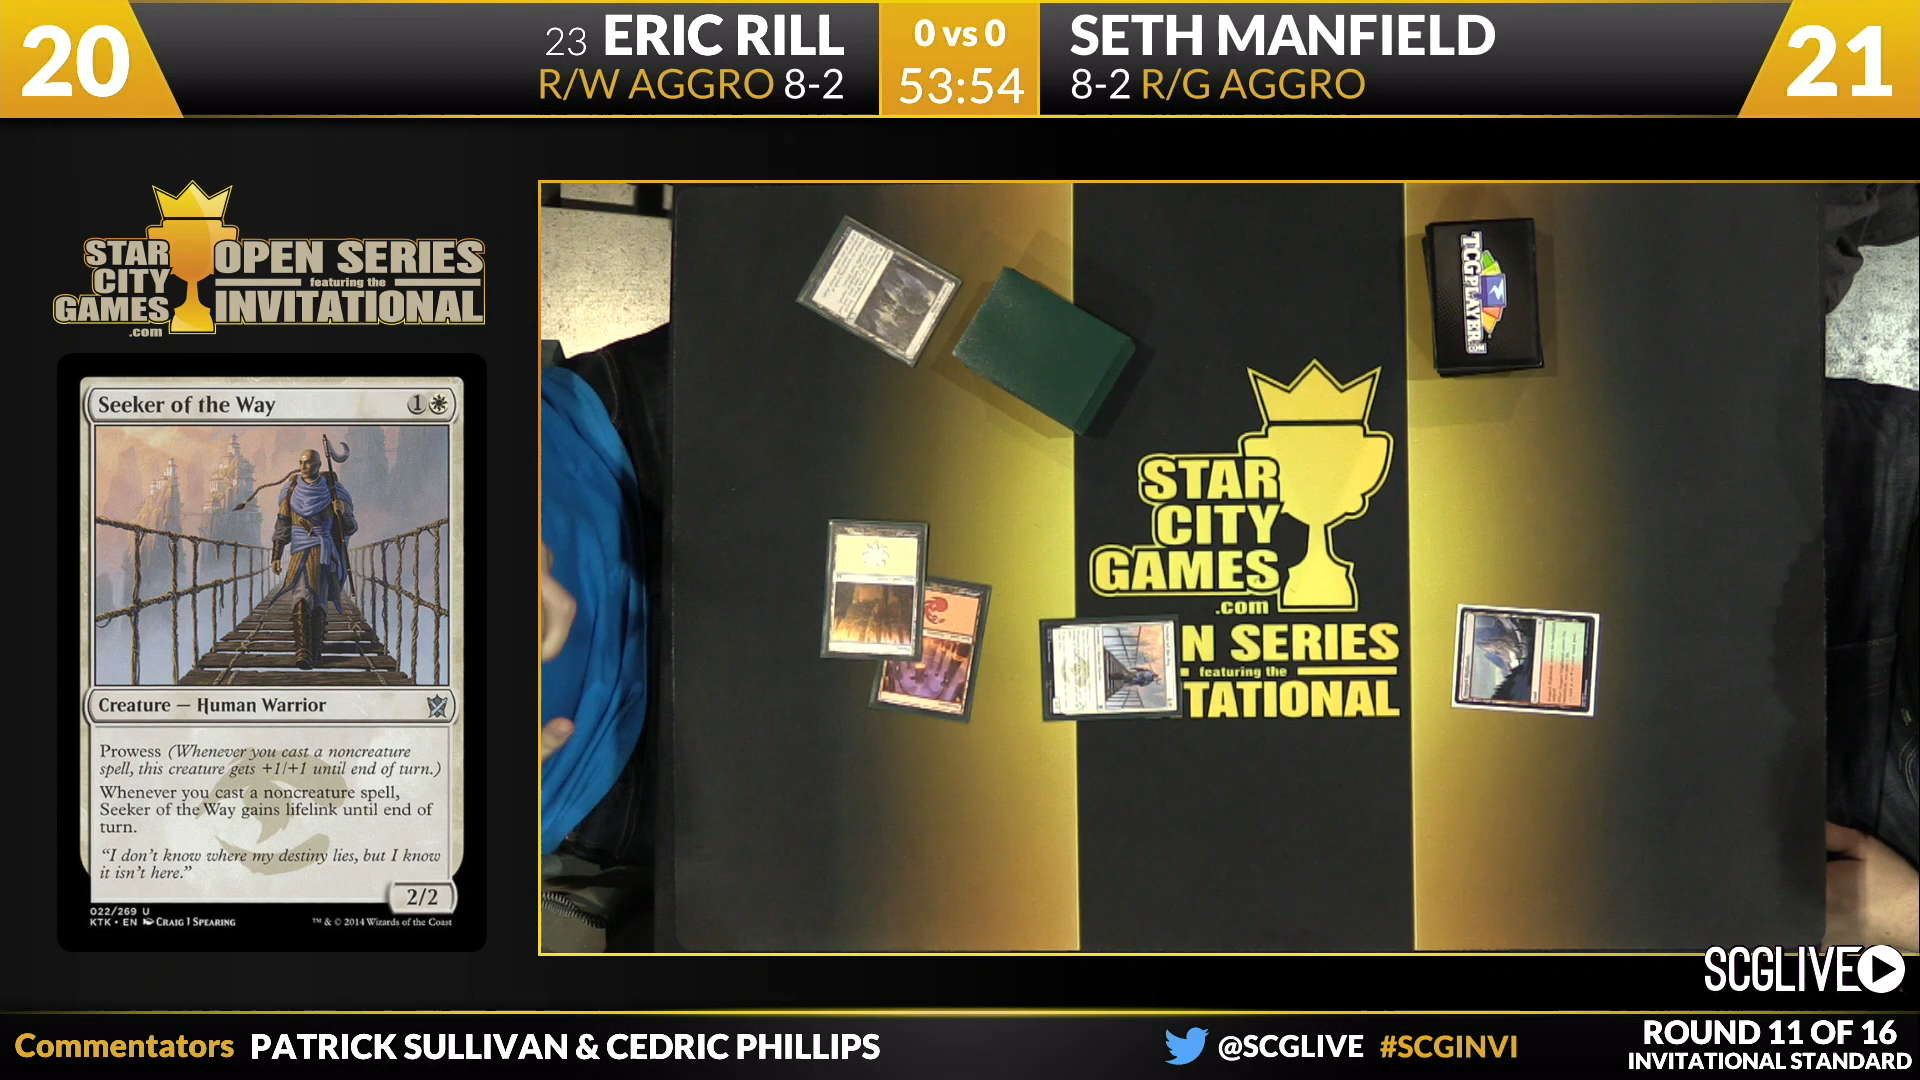 20
23 ERIC RILL
R/W AGGRO 8-2
0 vs 0
53:54
SETH MANFIELD
8-2 R/G AGGRO
21
STAR
CITY
GAMES
.com
OPEN SERIES
featuring the
INVITATIONAL
Seeker of the Way 1
Creature — Human Warrior
Prowess (Whenever you cast a noncreature
spell, this creature gets +1/+1 until end of turn.)
Whenever you cast a noncreature spell,
Seeker of the Way gains lifelink until end of
turn.
“I don't know where my destiny lies, but I know
it isn't here.”
2/2
022/269 U
KTK • EN CRAIG J SPEARING
™ & © 2014 Wizards of the Coast
TCGPLAYER.COM
STAR
CITY
GAMES
.com
N SERIES
featuring the
TATIONAL
SCGLIVE
Commentators PATRICK SULLIVAN & CEDRIC PHILLIPS
@SCGLIVE #SCGINVI
ROUND 11 OF 16
INVITATIONAL STANDARD